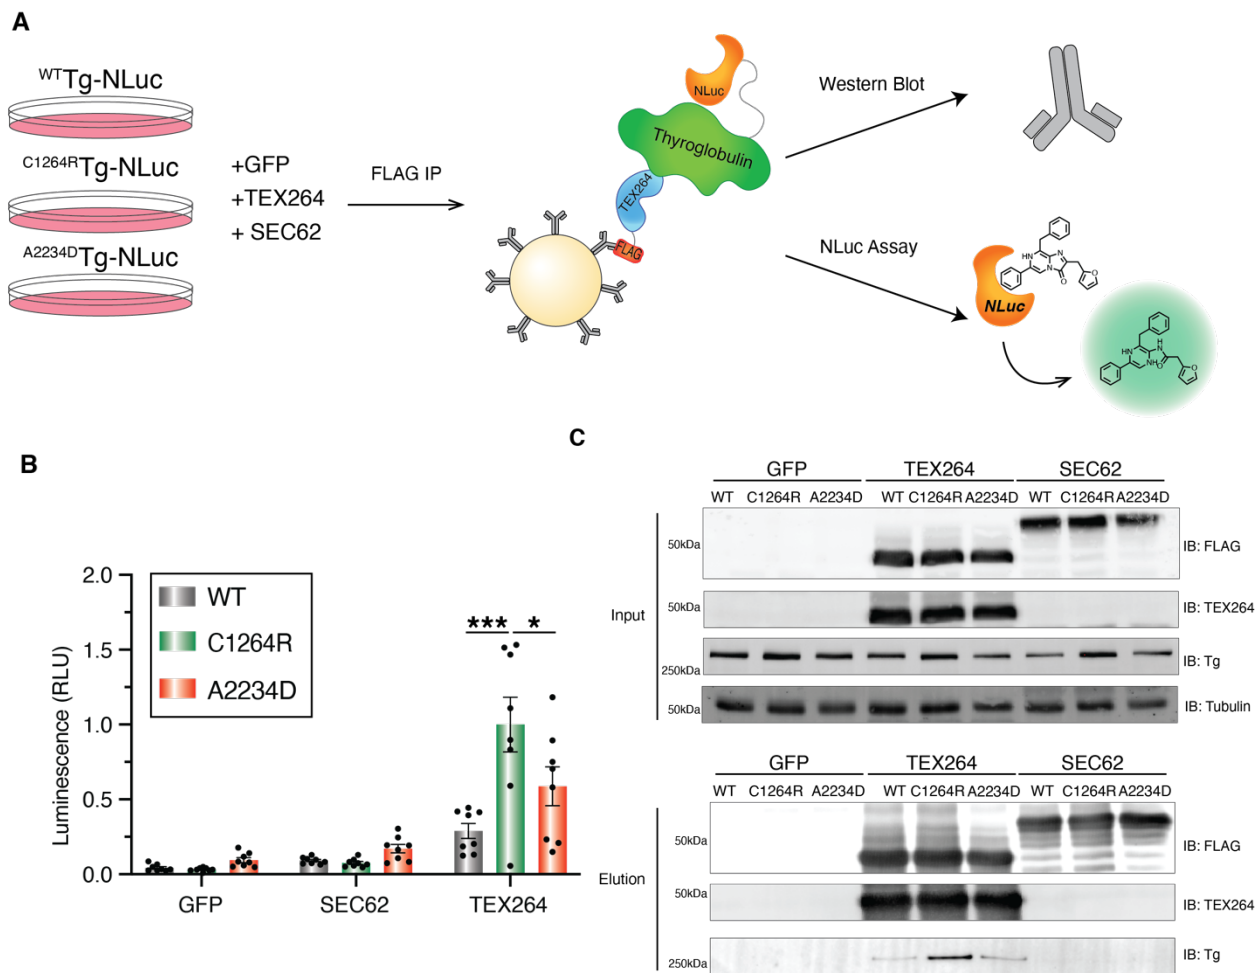 A
WTTg-NLuc
C1264RTg-NLuc
A2234DTg-NLuc
+GFP
+TEX264
+ SEC62
FLAG IP
NLuc
Thyroglobulin
TEX264
FLAG
Western Blot
NLuc Assay
NLuc
HN
N
N
O
O
HN
H
N
NH
O
O
B
Luminescence (RLU)
2.0
1.5
1.0
0.5
0.0
WT
C1264R
A2234D
*** *
GFP SEC62 TEX264
C
GFP TEX264 SEC62
WT C1264R A2234D WT C1264R A2234D WT C1264R A2234D
Input
50kDa IB: FLAG
50kDa IB: TEX264
250kDa IB: Tg
50kDa IB: Tubulin
GFP TEX264 SEC62
WT C1264R A2234D WT C1264R A2234D WT C1264R A2234D
Elution
50kDa IB: FLAG
50kDa IB: TEX264
250kDa IB: Tg